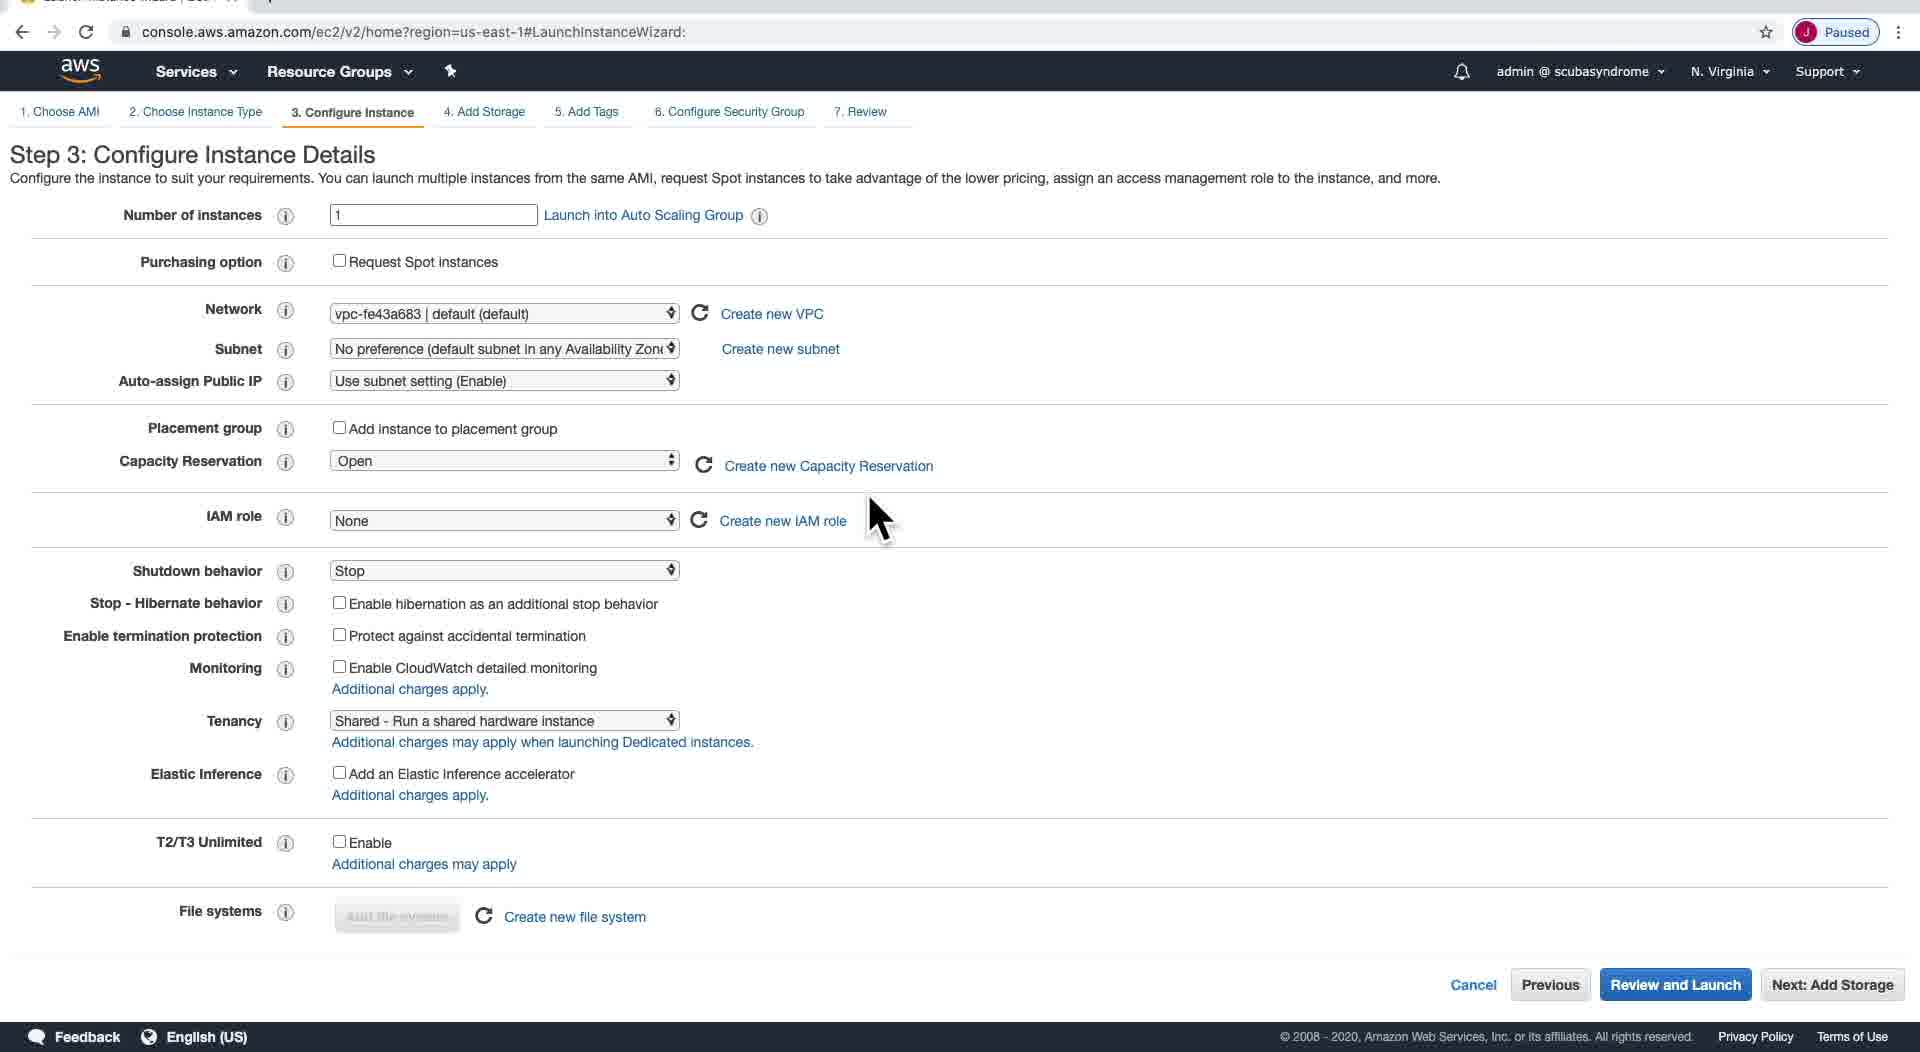 console.aws.amazon.com/ec2/v2/home?region=us-east-1#LaunchInstanceWizard:
J Paused
aws Services Resource Groups admin @ scubasyndrome N. Virginia Support
1. Choose AMI 2. Choose Instance Type 3. Configure Instance 4. Add Storage 5. Add Tags 6. Configure Security Group 7. Review
Step 3: Configure Instance Details
Configure the instance to suit your requirements. You can launch multiple instances from the same AMI, request Spot instances to take advantage of the lower pricing, assign an access management role to the instance, and more.
Number of instances i 1 Launch into Auto Scaling Group i
Purchasing option i Request Spot instances
Network i vpc-fe43a683 | default (default) Create new VPC
Subnet i No preference (default subnet in any Availability Zone Create new subnet
Auto-assign Public IP i Use subnet setting (Enable)
Placement group i Add instance to placement group
Capacity Reservation i Open Create new Capacity Reservation
IAM role i None Create new IAM role
Shutdown behavior i Stop
Stop - Hibernate behavior i Enable hibernation as an additional stop behavior
Enable termination protection i Protect against accidental termination
Monitoring i Enable CloudWatch detailed monitoring
Additional charges apply.
Tenancy i Shared - Run a shared hardware instance
Additional charges may apply when launching Dedicated instances.
Elastic Inference i Add an Elastic Inference accelerator
Additional charges apply.
T2/T3 Unlimited i Enable
Additional charges may apply
File systems i Add file system Create new file system
Cancel Previous Review and Launch Next: Add Storage
Feedback English (US) © 2008 - 2020, Amazon Web Services, Inc. or its affiliates. All rights reserved. Privacy Policy Terms of Use